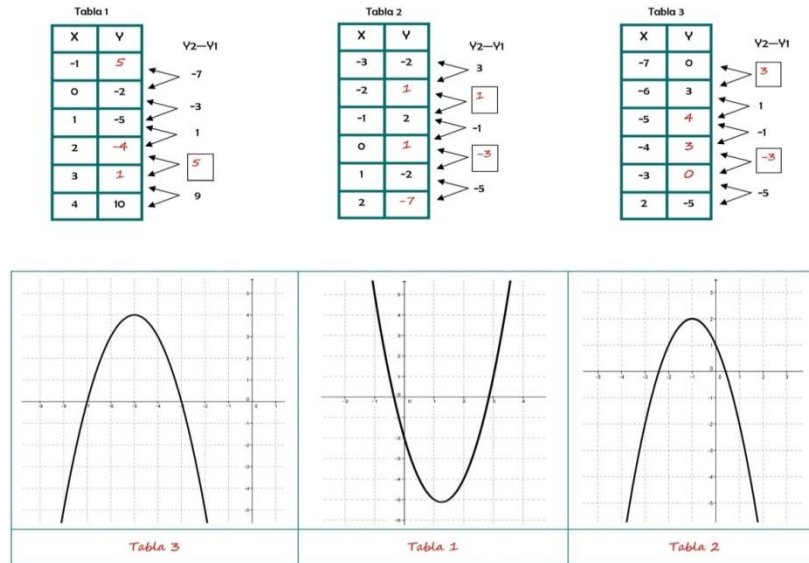 Tabla 1
X Y
Y2—Y1
-1 5
-7
0 -2
-3
1 -5
1
2 -4
5
3 1
9
4 10
Tabla 2
X Y
Y2—Y1
-3 -2
3
-2 1
1
-1 2
-1
0 1
-3
1 -2
-5
2 -7
Tabla 3
X Y
Y2—Y1
-7 0
3
-6 3
1
-5 4
-1
-4 3
-3
-3 0
-5
2 -5
Tabla 3
Tabla 1
Tabla 2